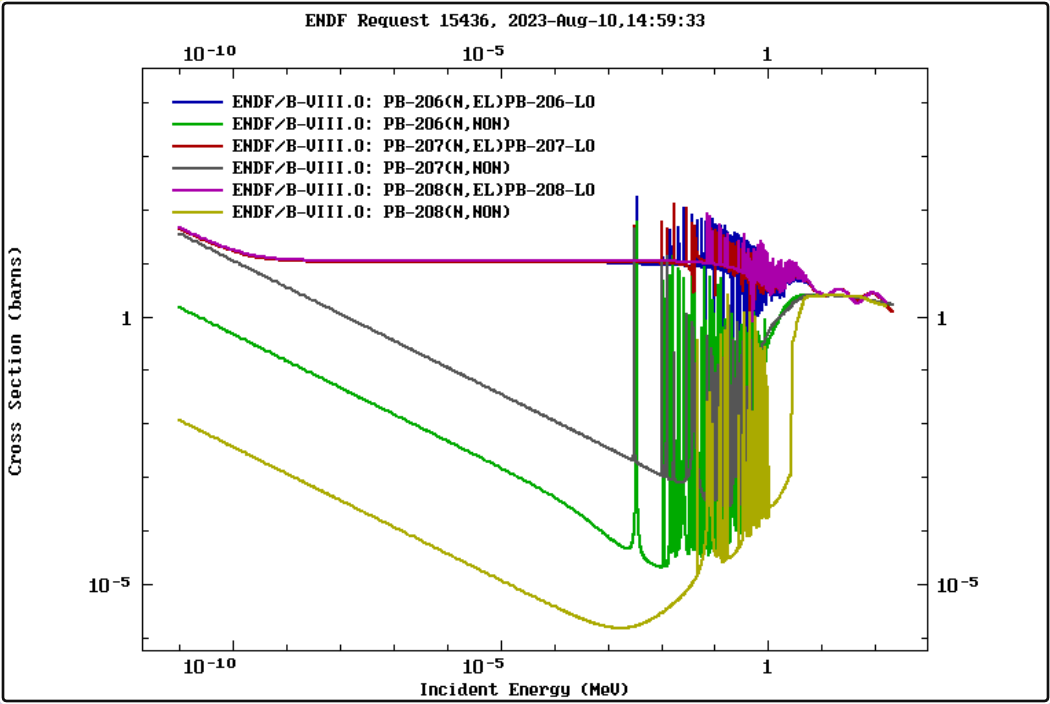 ENDF Request 15436, 2023-Aug-10,14:59:33
10⁻¹⁰ 10⁻⁵ 1
ENDF/B-VIII.0: PB-206(N,EL)PB-206-L0
ENDF/B-VIII.0: PB-206(N,NON)
ENDF/B-VIII.0: PB-207(N,EL)PB-207-L0
ENDF/B-VIII.0: PB-207(N,NON)
ENDF/B-VIII.0: PB-208(N,EL)PB-208-L0
ENDF/B-VIII.0: PB-208(N,NON)
Cross Section (barns)
1 1
10⁻⁵ 10⁻⁵
10⁻¹⁰ 10⁻⁵ 1
Incident Energy (MeV)